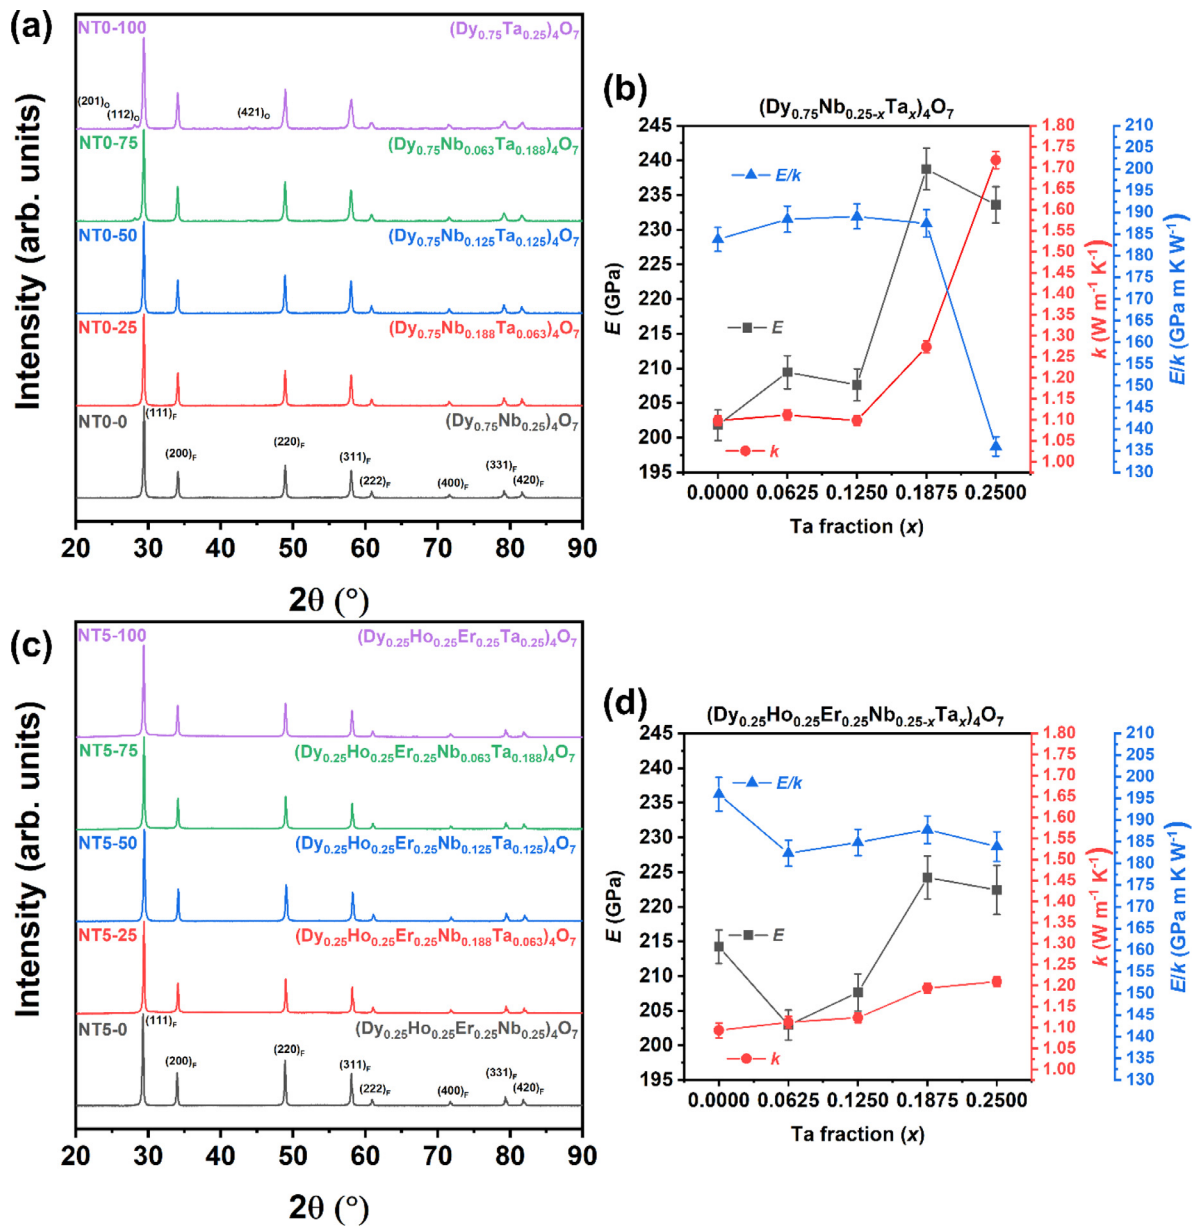 (a)
NT0-100
(Dy0.75Ta0.25)4O7
(201)O
(112)O
(421)O
NT0-75
(Dy0.75Nb0.063Ta0.188)4O7
NT0-50
(Dy0.75Nb0.125Ta0.125)4O7
NT0-25
(Dy0.75Nb0.188Ta0.063)4O7
NT0-0
(111)F
(Dy0.75Nb0.25)4O7
(200)F
(220)F
(311)F
(222)F
(400)F
(331)F
(420)F
Intensity (arb. units)
20 30 40 50 60 70 80 90
2θ (°)
(b)
(Dy0.75Nb0.25-xTax)4O7
245
240
235
230
225
220
215
210
205
200
195
E (GPa)
E/k
E
k
1.80
1.75
1.70
1.65
1.60
1.55
1.50
1.45
1.40
1.35
1.30
1.25
1.20
1.15
1.10
1.05
1.00
k (W m-1 K-1)
210
205
200
195
190
185
180
175
170
165
160
155
150
145
140
135
130
E/k (GPa m K W-1)
0.0000 0.0625 0.1250 0.1875 0.2500
Ta fraction (x)
(c)
NT5-100
(Dy0.25Ho0.25Er0.25Ta0.25)4O7
NT5-75
(Dy0.25Ho0.25Er0.25Nb0.063Ta0.188)4O7
NT5-50
(Dy0.25Ho0.25Er0.25Nb0.125Ta0.125)4O7
NT5-25
(Dy0.25Ho0.25Er0.25Nb0.188Ta0.063)4O7
NT5-0
(111)F
(Dy0.25Ho0.25Er0.25Nb0.25)4O7
(200)F
(220)F
(311)F
(222)F
(400)F
(331)F
(420)F
Intensity (arb. units)
20 30 40 50 60 70 80 90
2θ (°)
(d)
(Dy0.25Ho0.25Er0.25Nb0.25-xTax)4O7
245
240
235
230
225
220
215
210
205
200
195
E (GPa)
E/k
E
k
1.80
1.75
1.70
1.65
1.60
1.55
1.50
1.45
1.40
1.35
1.30
1.25
1.20
1.15
1.10
1.05
1.00
k (W m-1 K-1)
210
205
200
195
190
185
180
175
170
165
160
155
150
145
140
135
130
E/k (GPa m K W-1)
0.0000 0.0625 0.1250 0.1875 0.2500
Ta fraction (x)